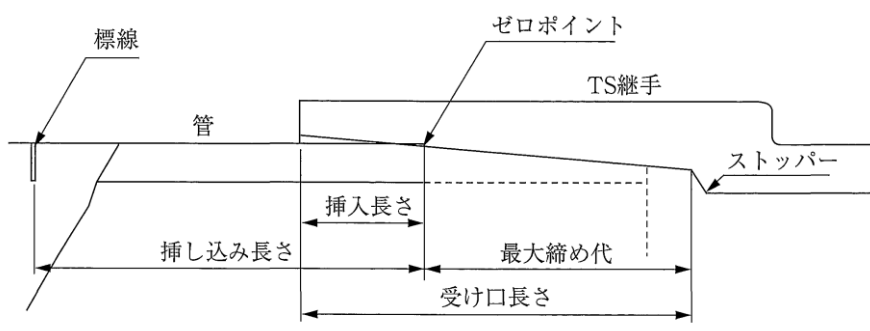 標線
ゼロポイント
TS継手
管
ストッパー
挿入長さ
挿し込み長さ
最大締め代
受け口長さ